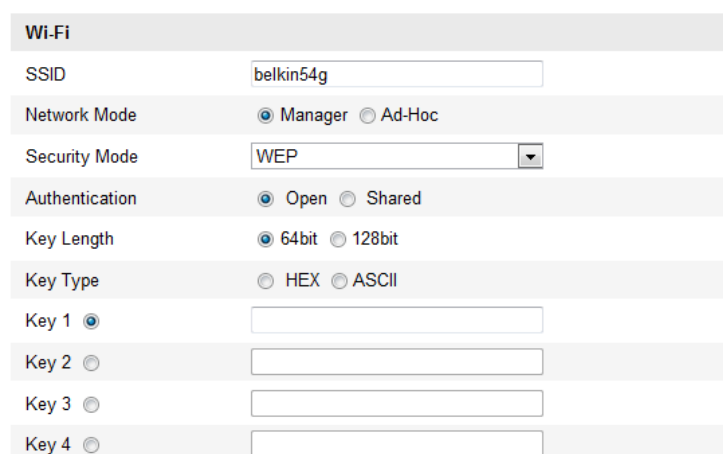 Wi-Fi
SSID belkin54g
Network Mode Manager Ad-Hoc
Security Mode WEP
Authentication Open Shared
Key Length 64bit 128bit
Key Type HEX ASCII
Key 1
Key 2
Key 3
Key 4